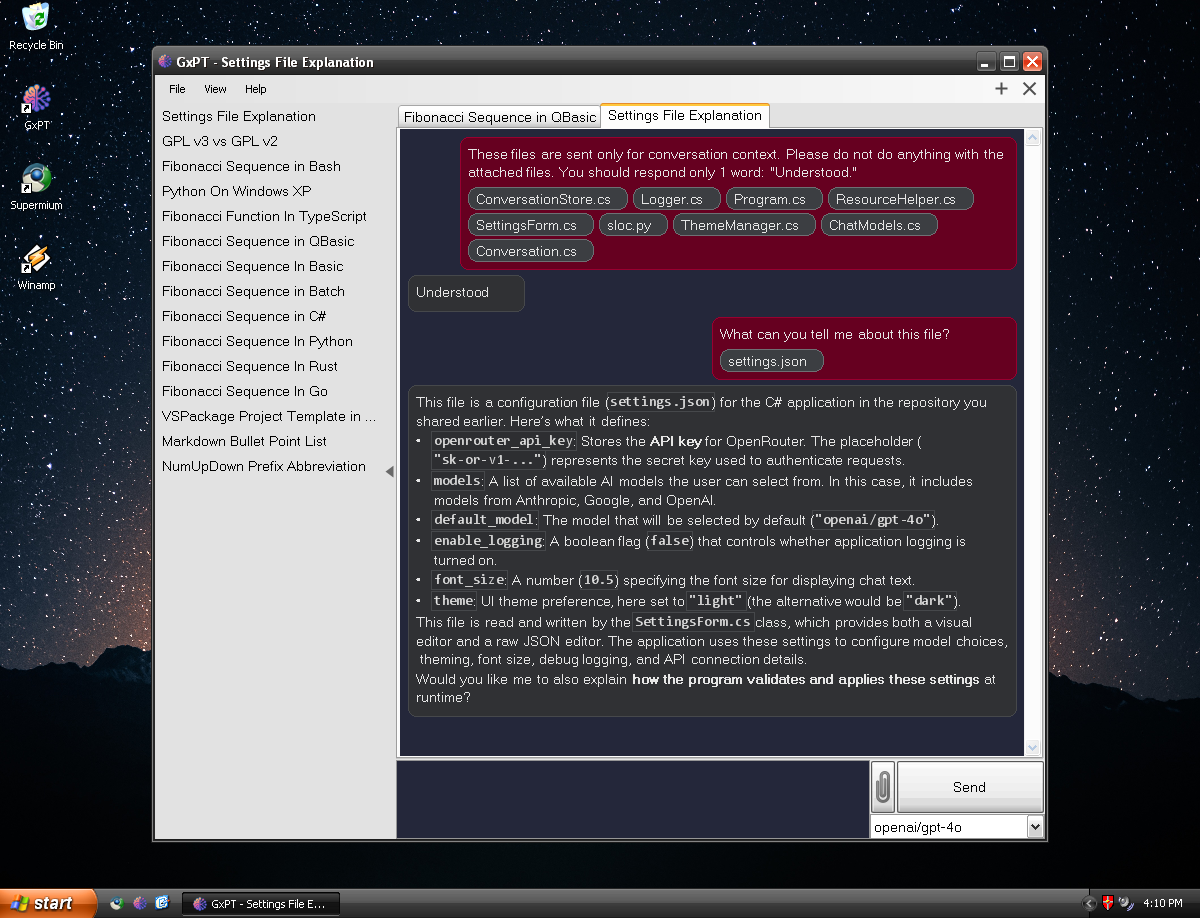 Recycle Bin
GxPT
Supermium
Winamp
GxPT - Settings File Explanation
File View Help
Settings File Explanation
GPL v3 vs GPL v2
Fibonacci Sequence in Bash
Python On Windows XP
Fibonacci Function In TypeScript
Fibonacci Sequence in QBasic
Fibonacci Sequence In Basic
Fibonacci Sequence in Batch
Fibonacci Sequence in C#
Fibonacci Sequence In Python
Fibonacci Sequence In Rust
Fibonacci Sequence In Go
VSPackage Project Template in ...
Markdown Bullet Point List
NumUpDown Prefix Abbreviation
Fibonacci Sequence in QBasic Settings File Explanation
These files are sent only for conversation context. Please do not do anything with the
attached files. You should respond only 1 word: "Understood."
ConversationStore.cs Logger.cs Program.cs ResourceHelper.cs
SettingsForm.cs sloc.py ThemeManager.cs ChatModels.cs
Conversation.cs
Understood
What can you tell me about this file?
settings.json
This file is a configuration file (settings.json) for the C# application in the repository you
shared earlier. Here's what it defines:
• openrouter_api_key: Stores the API key for OpenRouter. The placeholder (
"sk-or-v1-...") represents the secret key used to authenticate requests.
• models: A list of available AI models the user can select from. In this case, it includes
models from Anthropic, Google, and OpenAI.
• default_model: The model that will be selected by default ("openai/gpt-4o").
• enable_logging: A boolean flag (false) that controls whether application logging is
turned on.
• font_size: A number (10.5) specifying the font size for displaying chat text.
• theme: UI theme preference, here set to "light" (the alternative would be "dark").
This file is read and written by the SettingsForm.cs class, which provides both a visual
editor and a raw JSON editor. The application uses these settings to configure model choices,
theming, font size, debug logging, and API connection details.
Would you like me to also explain how the program validates and applies these settings at
runtime?
Send
openai/gpt-4o
start
GxPT - Settings File E...
4:10 PM